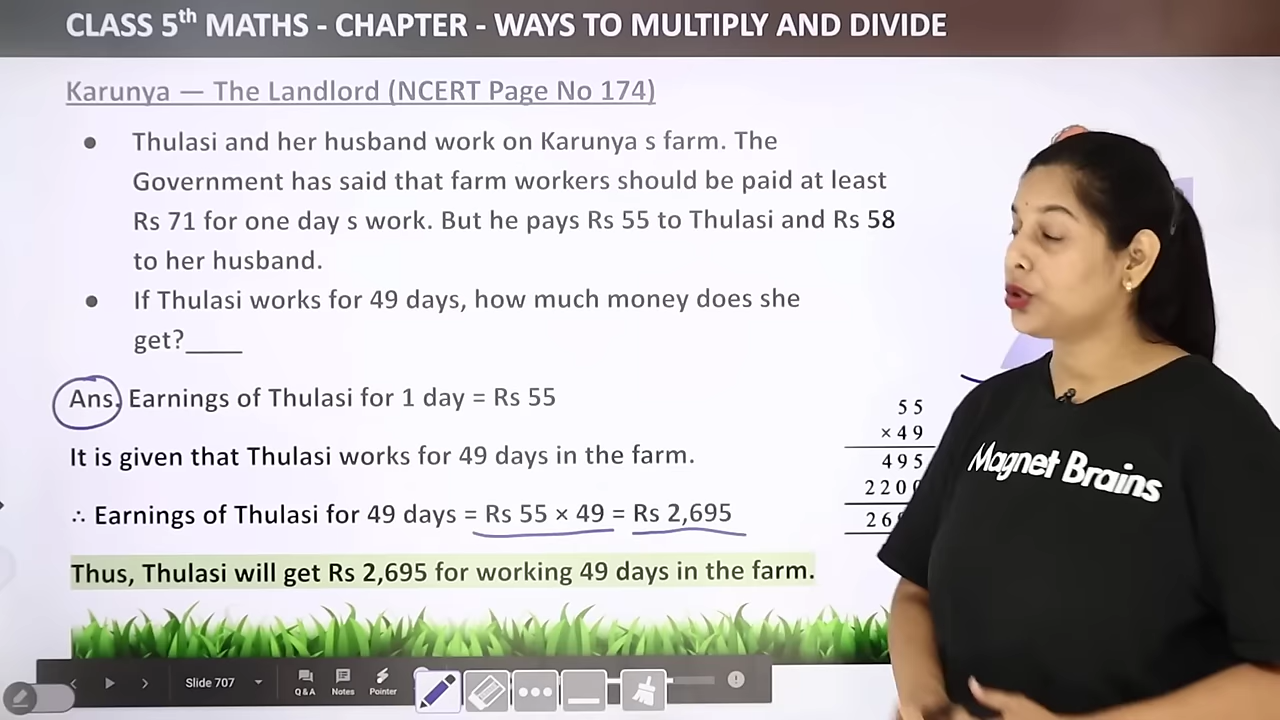 CLASS 5th MATHS - CHAPTER - WAYS TO MULTIPLY AND DIVIDE
Karunya — The Landlord (NCERT Page No 174)
● Thulasi and her husband work on Karunya s farm. The
Government has said that farm workers should be paid at least
Rs 71 for one day s work. But he pays Rs 55 to Thulasi and Rs 58
to her husband.
● If Thulasi works for 49 days, how much money does she
get?____
Ans. Earnings of Thulasi for 1 day = Rs 55
It is given that Thulasi works for 49 days in the farm.
∴ Earnings of Thulasi for 49 days = Rs 55 × 49 = Rs 2,695
Thus, Thulasi will get Rs 2,695 for working 49 days in the farm.
55
×49
495
220
26
Magnet Brains
Slide 707
Q&A
Notes
Pointer